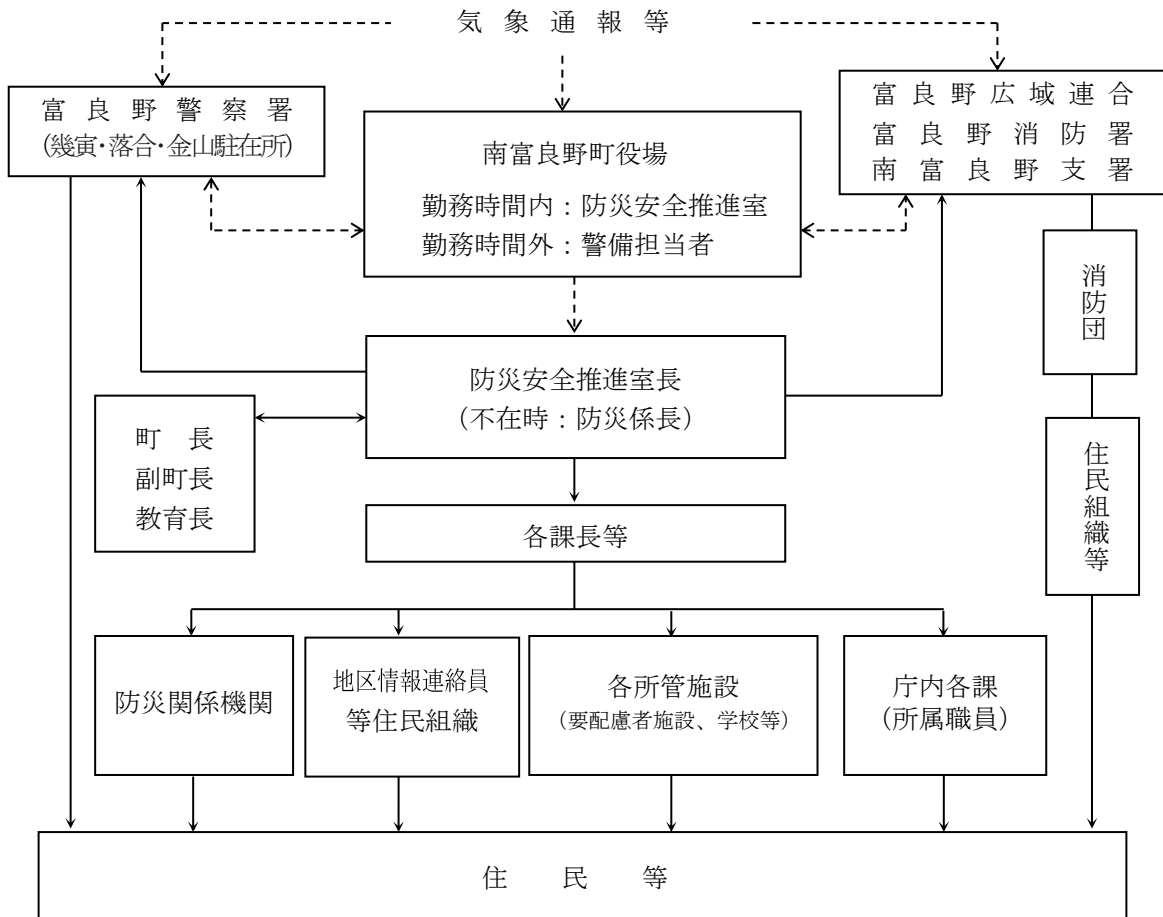 気象通報等
富良野警察署
(幾寅・落合・金山駐在所)
富良野広域連合
富良野消防署
南富良野支署
南富良野町役場
勤務時間内：防災安全推進室
勤務時間外：警備担当者
消防団
防災安全推進室長
(不在時：防災係長)
町　長
副町長
教育長
住民組織等
各課長等
防災関係機関
地区情報連絡員
等住民組織
各所管施設
(要配慮者施設、学校等)
庁内各課
(所属職員)
住　民　等